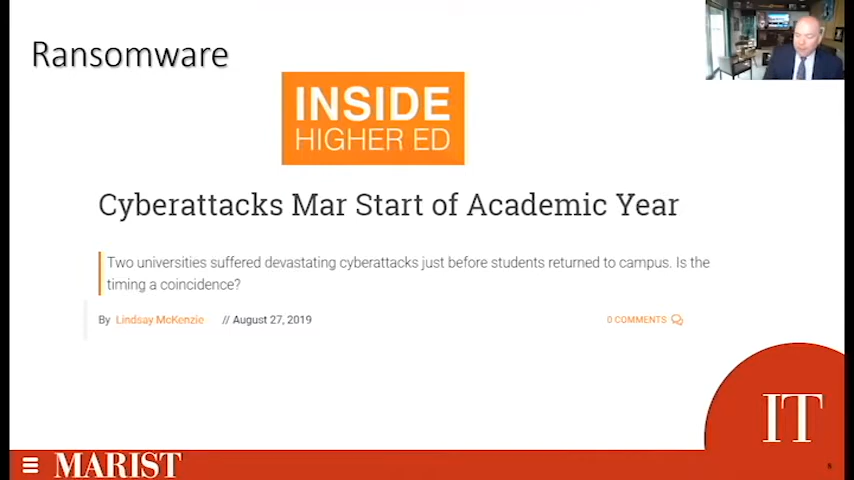 Ransomware
INSIDE
HIGHER ED
Cyberattacks Mar Start of Academic Year
Two universities suffered devastating cyberattacks just before students returned to campus. Is the
timing a coincidence?
By Lindsay McKenzie // August 27, 2019
0 COMMENTS
IT
MARIST